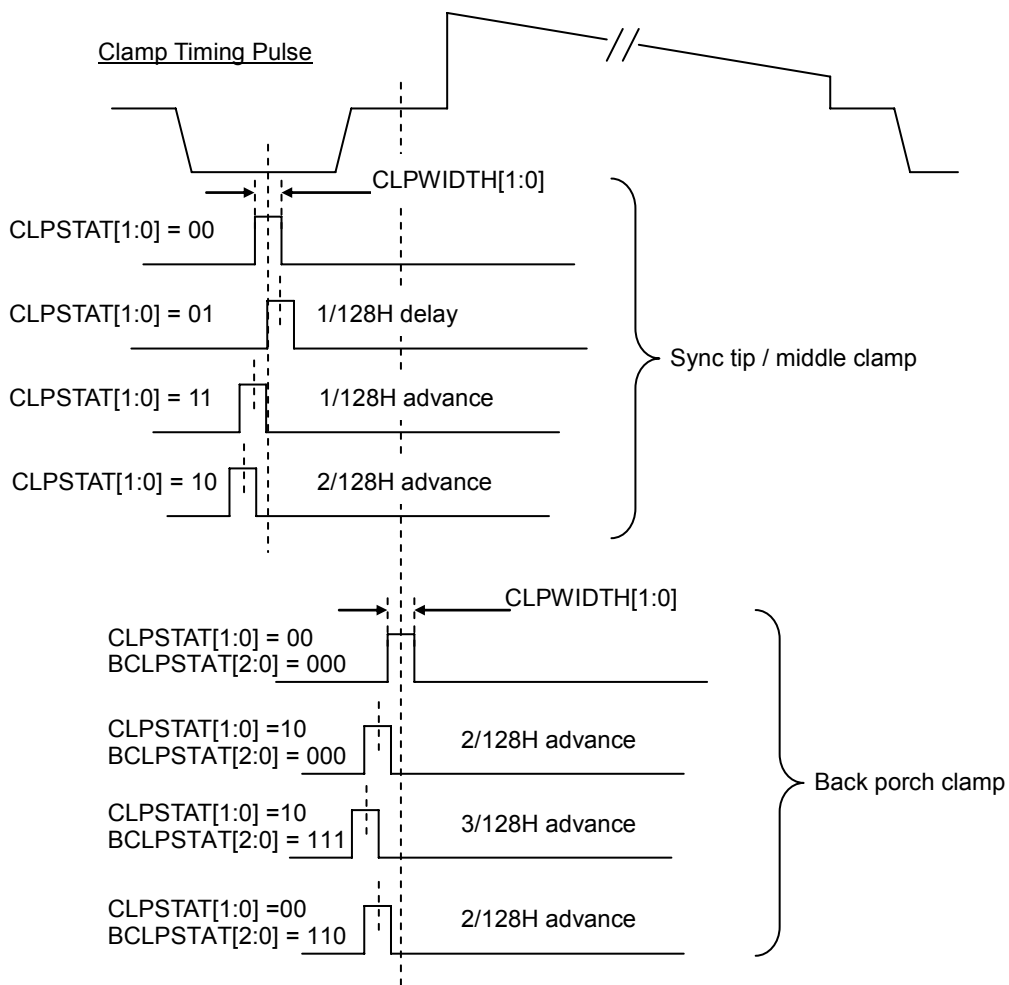 Clamp Timing Pulse
CLPWIDTH[1:0]
CLPSTAT[1:0] = 00
CLPSTAT[1:0] = 01
1/128H delay
Sync tip / middle clamp
CLPSTAT[1:0] = 11
1/128H advance
CLPSTAT[1:0] = 10
2/128H advance
CLPWIDTH[1:0]
CLPSTAT[1:0] = 00
BCLPSTAT[2:0] = 000
CLPSTAT[1:0] =10
BCLPSTAT[2:0] = 000
2/128H advance
Back porch clamp
CLPSTAT[1:0] =10
BCLPSTAT[2:0] = 111
3/128H advance
CLPSTAT[1:0] =00
BCLPSTAT[2:0] = 110
2/128H advance